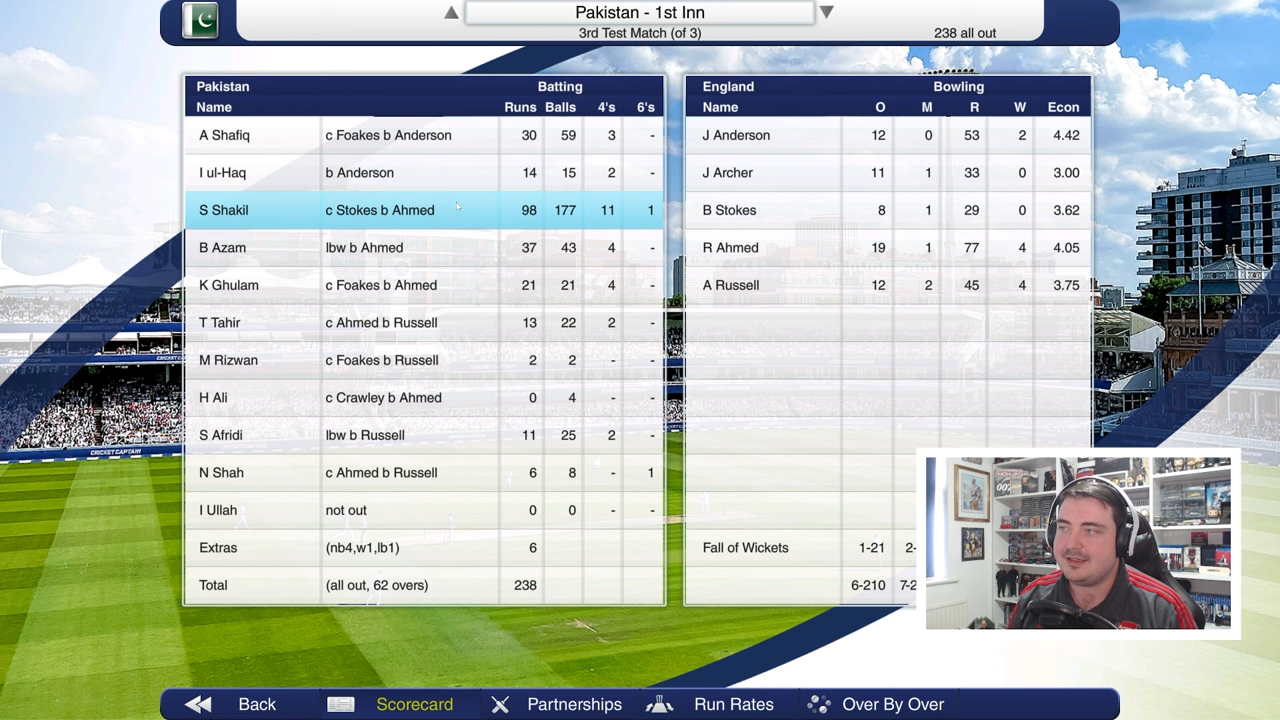 Pakistan - 1st Inn
3rd Test Match (of 3)
238 all out
Pakistan Batting
Name Runs Balls 4's 6's
A Shafiq c Foakes b Anderson 30 59 3 -
I ul-Haq b Anderson 14 15 2 -
S Shakil c Stokes b Ahmed 98 177 11 1
B Azam lbw b Ahmed 37 43 4 -
K Ghulam c Foakes b Ahmed 21 21 4 -
T Tahir c Ahmed b Russell 13 22 2 -
M Rizwan c Foakes b Russell 2 2 - -
H Ali c Crawley b Ahmed 0 4 - -
S Afridi lbw b Russell 11 25 2 -
N Shah c Ahmed b Russell 6 8 - 1
I Ullah not out 0 0 - -
Extras (nb4,w1,lb1) 6
Total (all out, 62 overs) 238
England Bowling
Name O M R W Econ
J Anderson 12 0 53 2 4.42
J Archer 11 1 33 0 3.00
B Stokes 8 1 29 0 3.62
R Ahmed 19 1 77 4 4.05
A Russell 12 2 45 4 3.75
Fall of Wickets 1-21 2-
6-210 7-2
CRICKET CAPTAIN
007
Back Scorecard Partnerships Run Rates Over By Over